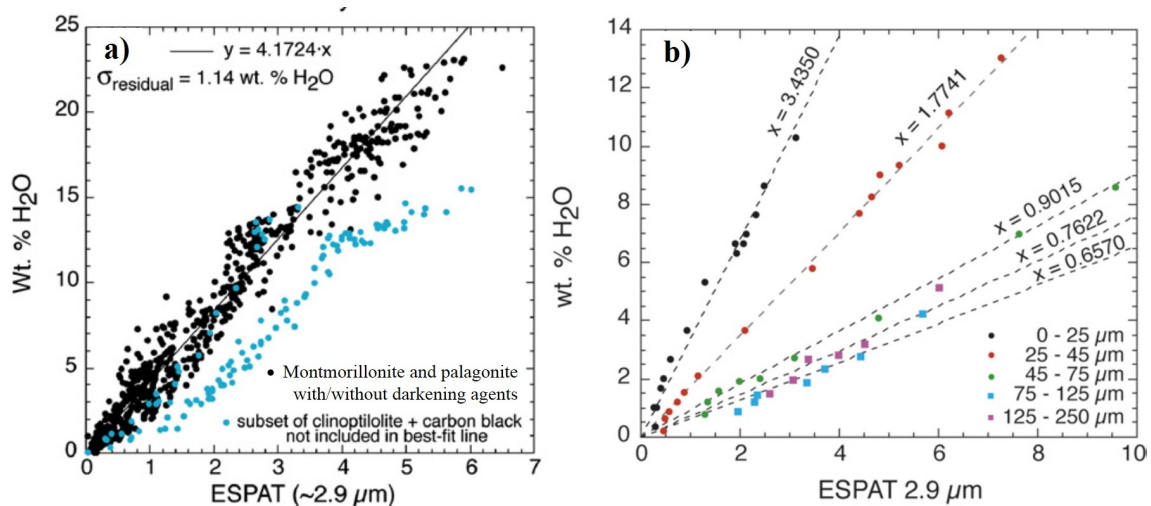 a)
y = 4.1724·x
σresidual = 1.14 wt. % H2O
25
20
15
10
5
0
Wt. % H2O
• Montmorillonite and palagonite
with/without darkening agents
subset of clinoptilolite + carbon black
not included in best-fit line
0 1 2 3 4 5 6 7
ESPAT (~2.9 µm)
b)
14
12
10
8
6
4
2
0
wt. % H2O
x = 3.4350
x = 1.7741
x = 0.9015
x = 0.7622
x = 0.6570
0 - 25 µm
25 - 45 µm
45 - 75 µm
75 - 125 µm
125 - 250 µm
0 2 4 6 8 10
ESPAT 2.9 µm